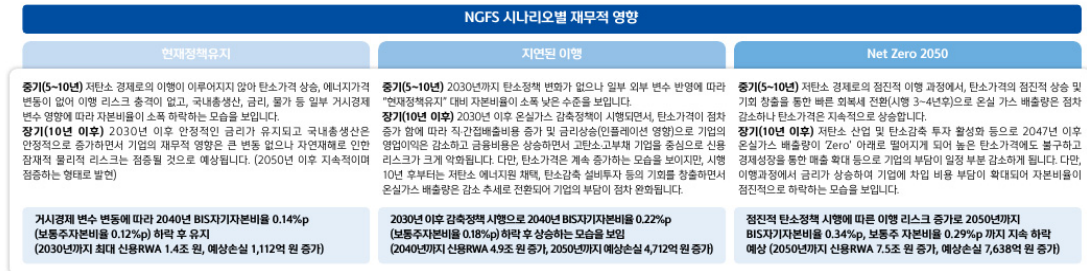 NGFS 시나리오별 재무적 영향
현재정책유지
중기(5~10년) 저탄소 경제로의 이행이 이루어지지 않아 탄소가격 상승, 에너지가격
변동이 없어 이행 리스크 충격이 없고, 국내총생산, 금리, 물가 등 일부 거시경제
변수 영향에 따라 자본비율이 소폭 하락하는 모습을 보입니다.
장기(10년 이후) 2030년 이후 안정적인 금리가 유지되고 국내총생산은
안정적으로 증가하면서 기업의 재무적 영향은 큰 변동 없으나 자연재해로 인한
잠재적 물리적 리스크는 점증될 것으로 예상됩니다. (2050년 이후 지속적이며
점증하는 형태로 발현)
거시경제 변수 변동에 따라 2040년 BIS자기자본비율 0.14%p
(보통주자본비율 0.12%p) 하락 후 유지
(2030년까지 최대 신용RWA 1.4조 원, 예상손실 1,112억 원 증가)
지연된 이행
중기(5~10년) 2030년까지 탄소정책 변화가 없으나 일부 외부 변수 반영에 따라
"현재정책유지" 대비 자본비율이 소폭 낮은 수준을 보입니다.
장기(10년 이후) 2030년 이후 온실가스 감축정책이 시행되면서, 탄소가격이 점차
증가 함에 따라 직·간접배출비용 증가 및 금리상승(인플레이션 영향)으로 기업의
영업이익은 감소하고 금융비용은 상승하면서 고탄소·고부채 기업을 중심으로 신용
리스크가 크게 악화됩니다. 다만, 탄소가격은 계속 증가하는 모습을 보이지만, 시행
10년 후부터는 저탄소 에너지원 채택, 탄소감축 설비투자 등의 기회를 창출하면서
온실가스 배출량은 감소 추세로 전환되어 기업의 부담이 점차 완화됩니다.
2030년 이후 감축정책 시행으로 2040년 BIS자기자본비율 0.22%p
(보통주자본비율 0.18%p) 하락 후 상승하는 모습을 보임
(2040년까지 신용RWA 4.9조 원 증가, 2050년까지 예상손실 4,712억 원 증가)
Net Zero 2050
중기(5~10년) 저탄소 경제로의 점진적 이행 과정에서, 탄소가격의 점진적 상승 및
기회 창출을 통한 빠른 회복세 전환(시행 3~4년후)으로 온실 가스 배출량은 점차
감소하나 탄소가격은 지속적으로 상승합니다.
장기(10년 이후) 저탄소 산업 및 탄소감축 투자 활성화 등으로 2047년 이후
온실가스 배출량이 'Zero' 아래로 떨어지게 되어 높은 탄소가격에도 불구하고
경제성장을 통한 매출 확대 등으로 기업의 부담이 일정 부분 감소하게 됩니다. 다만,
이행과정에서 금리가 상승하여 기업에 차입 비용 부담이 확대되어 자본비율이
점진적으로 하락하는 모습을 보입니다.
점진적 탄소정책 시행에 따른 이행 리스크 증가로 2050년까지
BIS자기자본비율 0.34%p, 보통주 자본비율 0.29%p 까지 지속 하락
예상 (2050년까지 신용RWA 7.5조 원 증가, 예상손실 7,638억 원 증가)